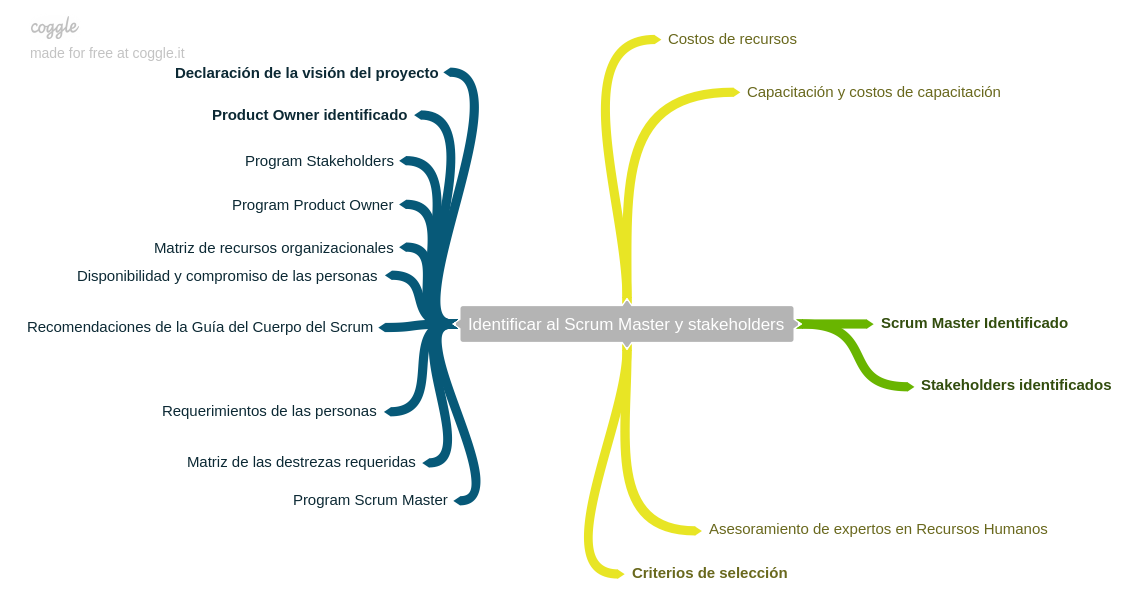 coggle
made for free at coggle.it
Declaración de la visión del proyecto
Product Owner identificado
Program Stakeholders
Program Product Owner
Matriz de recursos organizacionales
Disponibilidad y compromiso de las personas
Recomendaciones de la Guía del Cuerpo del Scrum
Requerimientos de las personas
Matriz de las destrezas requeridas
Program Scrum Master
Identificar al Scrum Master y stakeholders
Costos de recursos
Capacitación y costos de capacitación
Scrum Master Identificado
Stakeholders identificados
Asesoramiento de expertos en Recursos Humanos
Criterios de selección